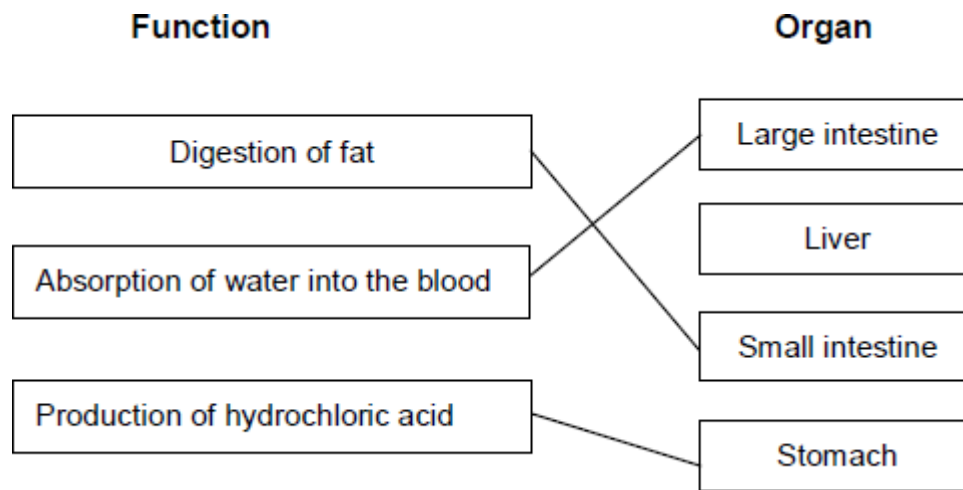 Function
Organ
Digestion of fat
Large intestine
Liver
Absorption of water into the blood
Small intestine
Production of hydrochloric acid
Stomach